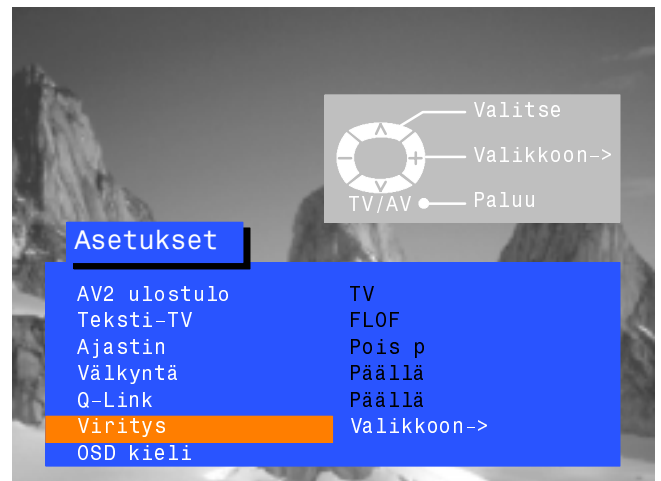 Valitse
Valikkoon->
TV/AV Paluu
Asetukset
AV2 ulostulo TV
Teksti-TV FLOF
Ajastin Pois p
Välkyntä Päällä
Q-Link Päällä
Viritys Valikkoon->
OSD kieli